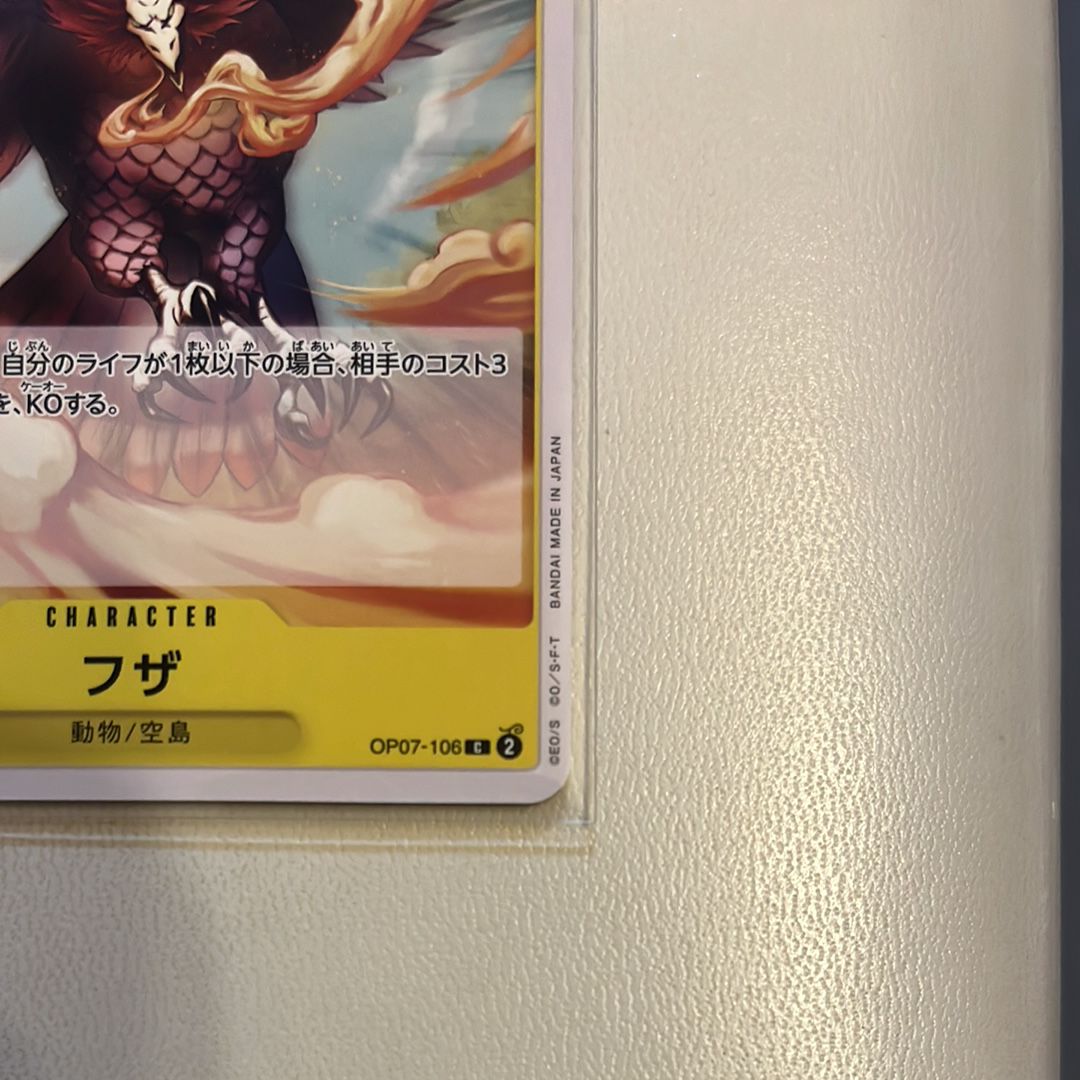 自分のライフが1枚以下の場合、相手のコスト3
を、KOする。
CHARACTER
フザ
動物/空島
OP07-106 C 2
©EO/S ©O/S・F・T BANDAI MADE IN JAPAN